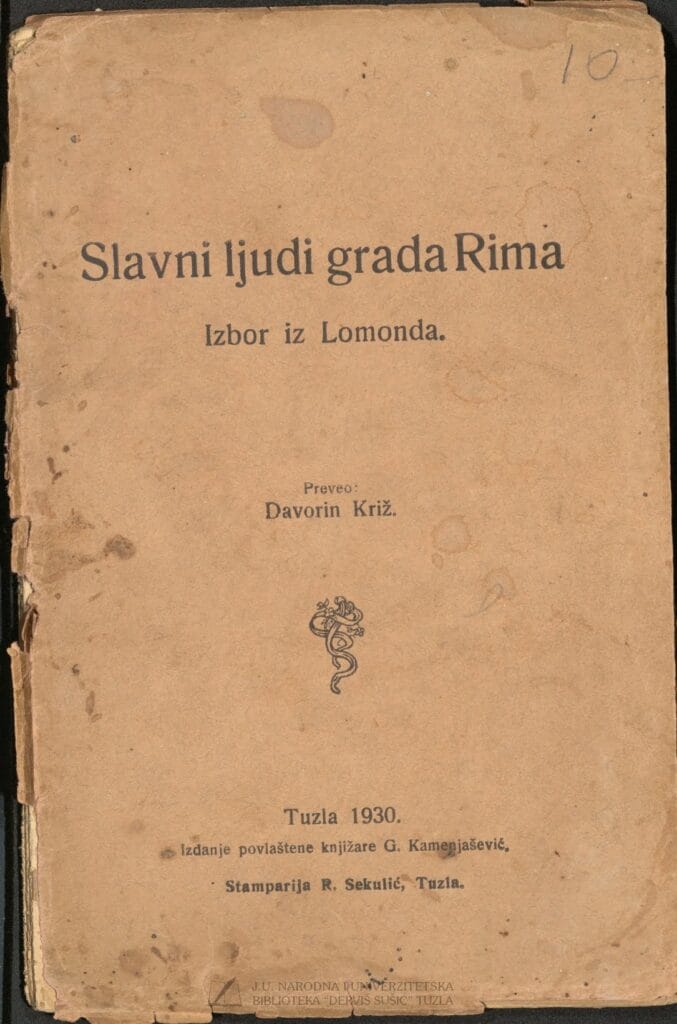 10
Slavni ljudi grada Rima
Izbor iz Lomonda.
Preveo:
Davorin Križ.
Tuzla 1930.
Izdanje povlaštene knjižare G. Kamenjašević.
Stamparija R. Sekulić, Tuzla.
J.U. NARODNA I UNIVERZITETSKA
BIBLIOTEKA "DERVIŠ SUŠIĆ" TUZLA